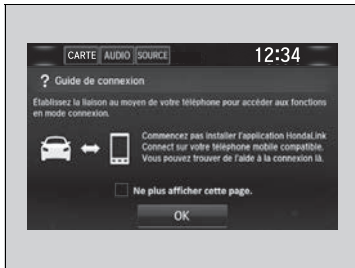 CARTE AUDIO SOURCE 12:34
? Guide de connexion
Établissez la liaison au moyen de votre téléphone pour accéder aux fonctions
en mode connexion.
Commencez pas installer l'application HondaLink
Connect sur votre téléphone mobile compatible.
Vous pouvez trouver de l'aide à la connexion là.
Ne plus afficher cette page.
OK